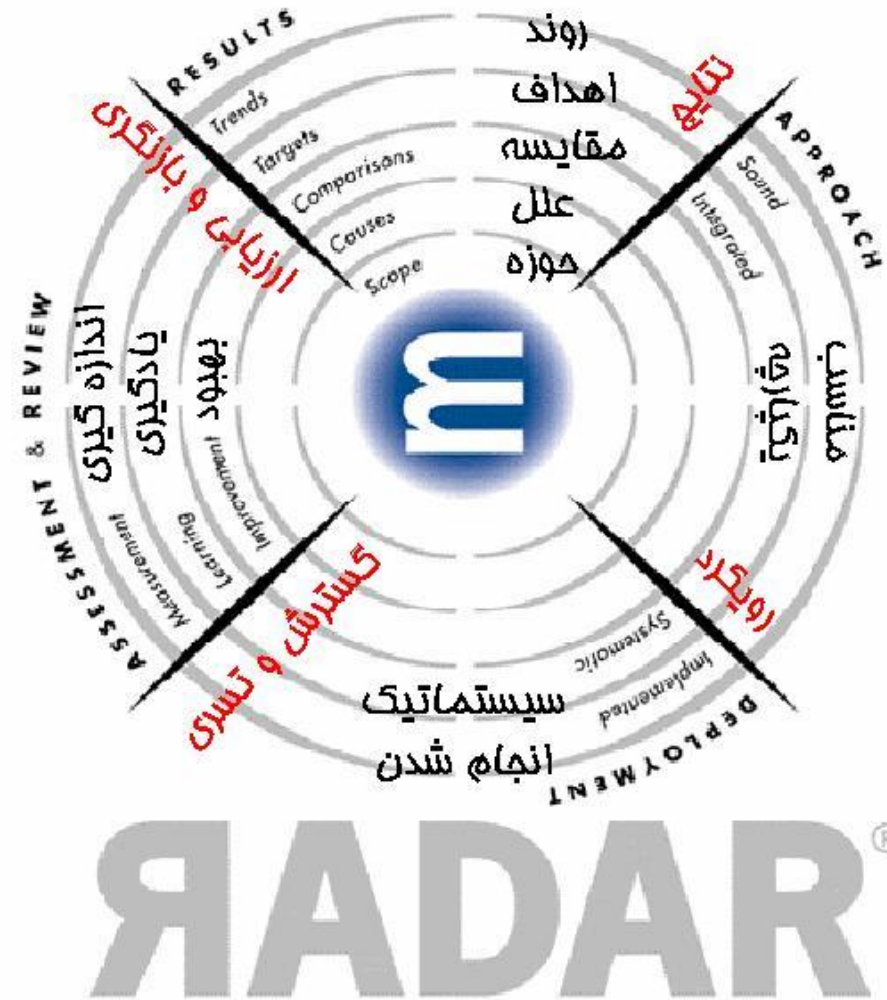 RESULTS
Trends
Targets
Comparisons
Causes
Scope
روند
اهداف
مقایسه
علل
حوزه
نتایج
APPROACH
Sound
Integrated
مناسب
یکپارچه
رویکرد
DEPLOYMENT
Systematic
Implemented
سیستماتیک
انجام شدن
گسترش و تسری
ASSESSMENT & REVIEW
Measurement
Learning
Improvement
اندازه گیری
یادگیری
بهبود
ارزیابی و بازنگری
m
RADAR®